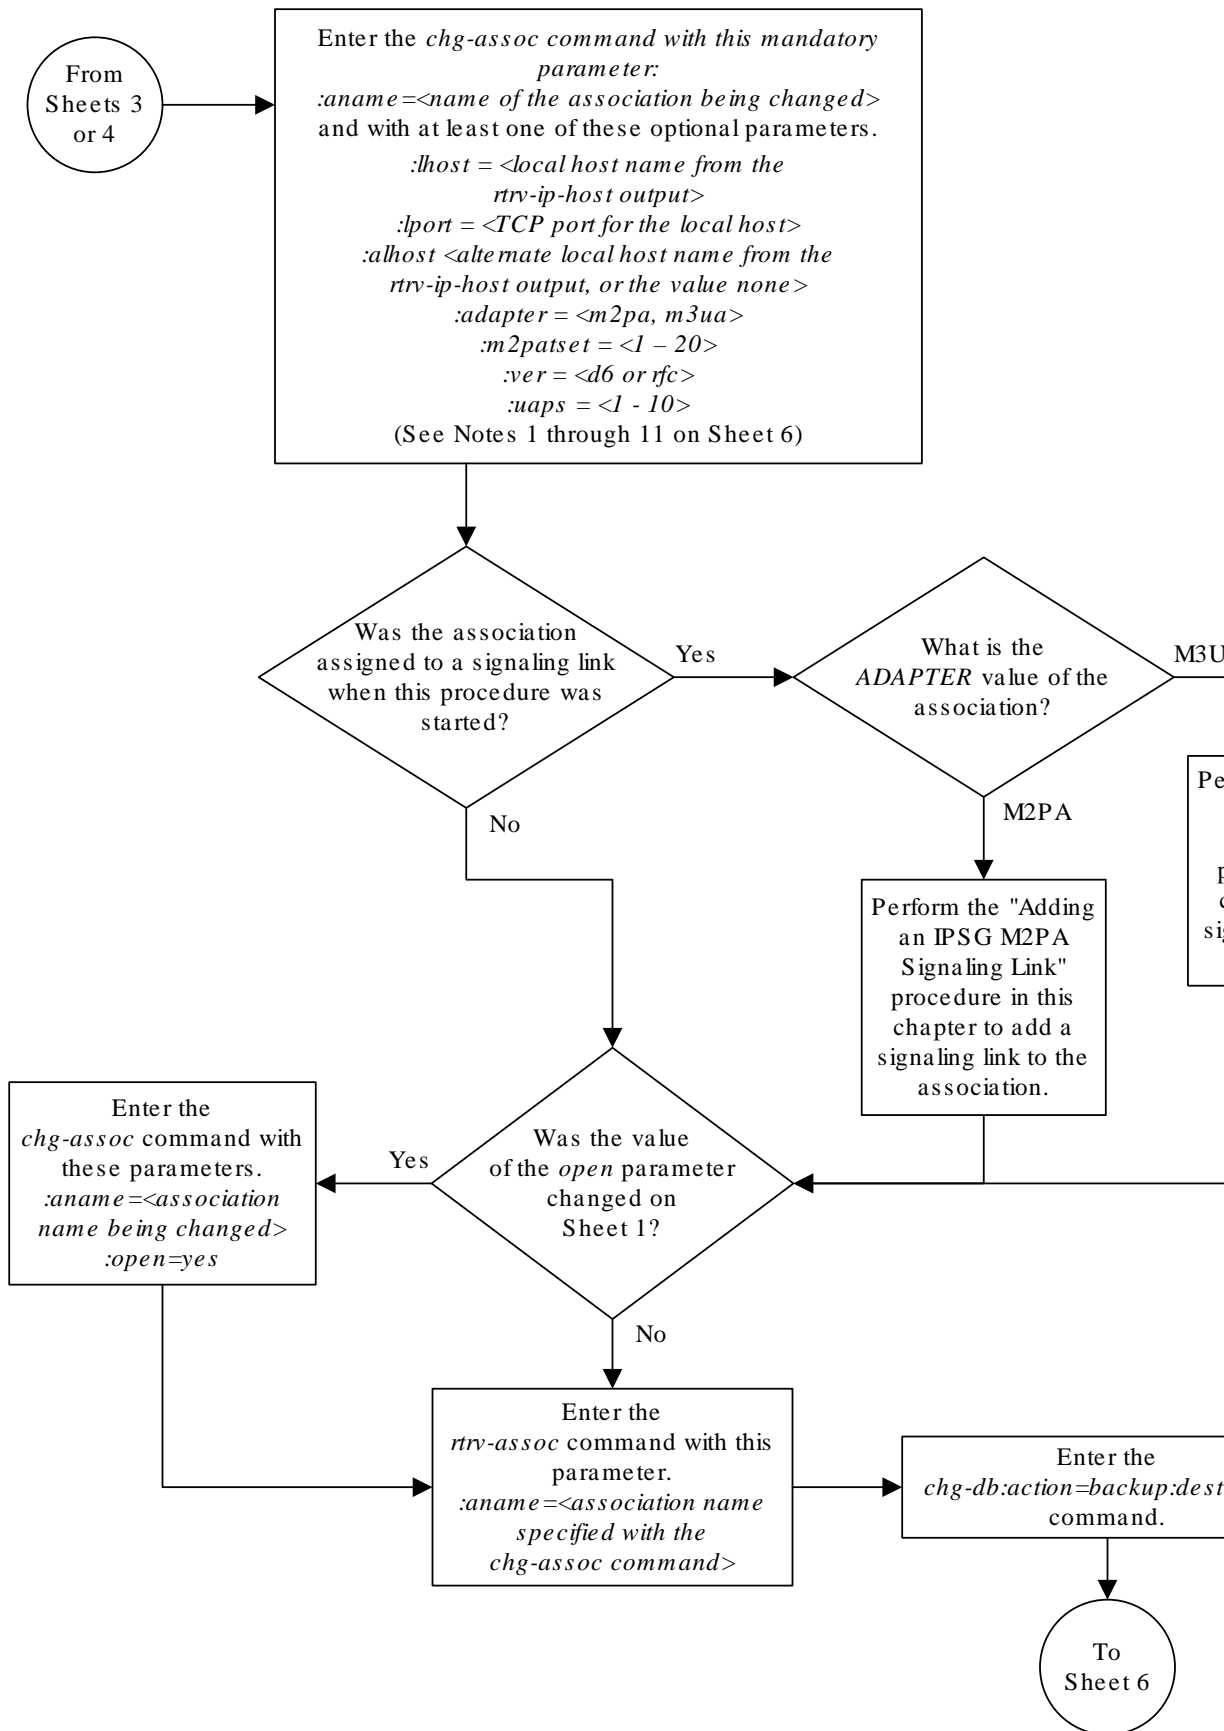 From
Sheets 3
or 4
Enter the chg-assoc command with this mandatory
parameter:
:aname=<name of the association being changed>
and with at least one of these optional parameters.
:lhost = <local host name from the
rtrv-ip-host output>
:lport = <TCP port for the local host>
:alhost <alternate local host name from the
rtrv-ip-host output, or the value none>
:adapter = <m2pa, m3ua>
:m2patset = <1 – 20>
:ver = <d6 or rfc>
:uaps = <1 - 10>
(See Notes 1 through 11 on Sheet 6)
Was the association
assigned to a signaling link
when this procedure was
started?
Yes
No
What is the
ADAPTER value of the
association?
M3U
M2PA
Pe
p
c
sig
Perform the "Adding
an IPSG M2PA
Signaling Link"
procedure in this
chapter to add a
signaling link to the
association.
Was the value
of the open parameter
changed on
Sheet 1?
Yes
No
Enter the
chg-assoc command with
these parameters.
:aname=<association
name being changed>
:open=yes
Enter the
rtrv-assoc command with this
parameter.
:aname=<association name
specified with the
chg-assoc command>
Enter the
chg-db:action=backup:dest
command.
To
Sheet 6